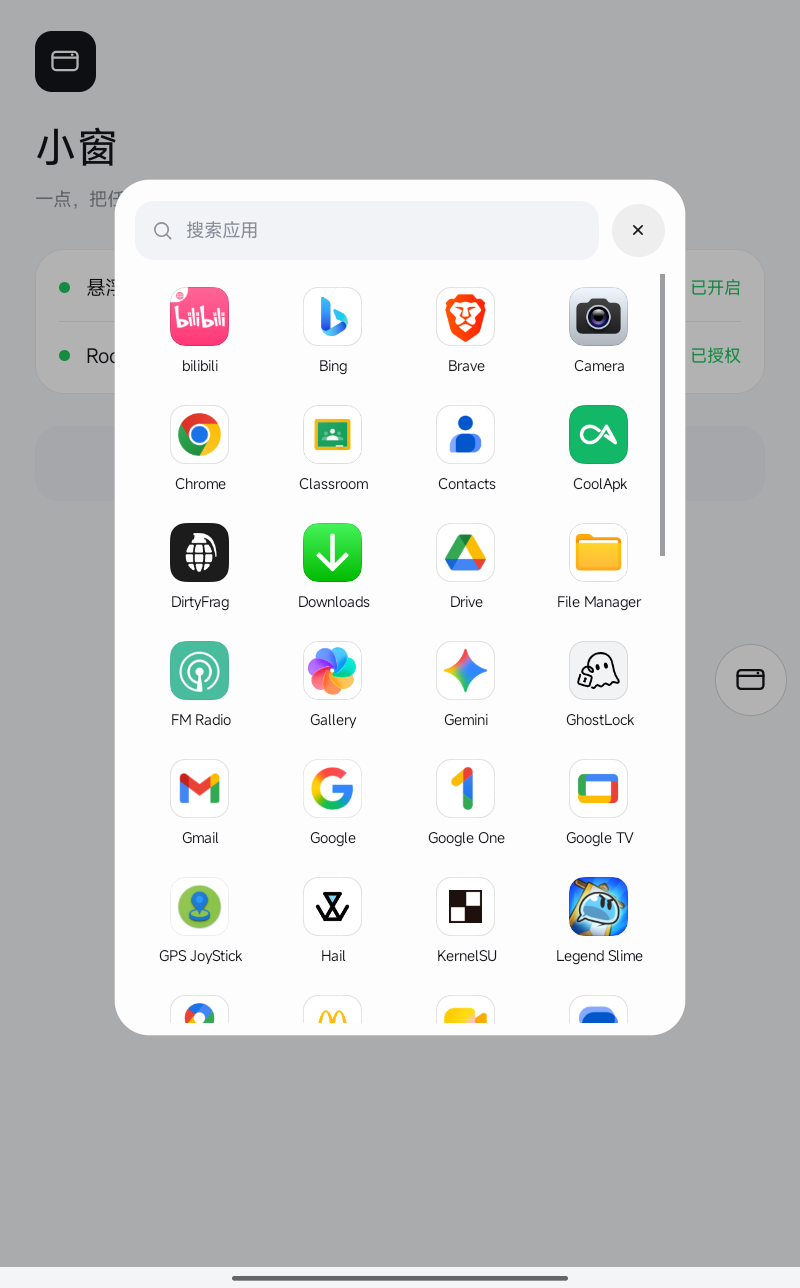 小窗
一点，把
搜索应用
悬
已开启
Roo
已授权
bilibili
bilibili Bing Brave Camera
Chrome Classroom Contacts CoolApk
DirtyFrag Downloads Drive File Manager
FM Radio Gallery Gemini GhostLock
Gmail Google Google One Google TV
GPS JoyStick Hail KernelSU Legend Slime